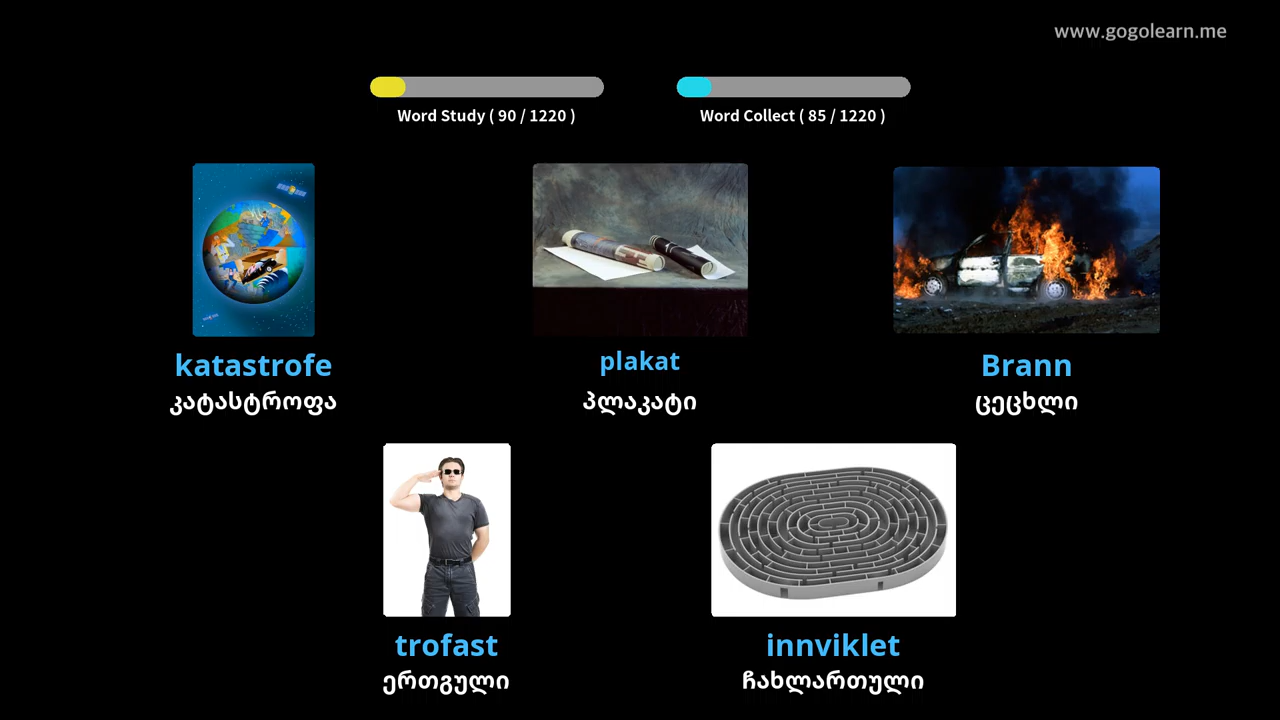 www.gogolearn.me
Word Study ( 90 / 1220 )
Word Collect ( 85 / 1220 )
katastrofe
კატასტროფა
plakat
პლაკატი
Brann
ცეცხლი
trofast
ერთგული
innviklet
ჩახლართული